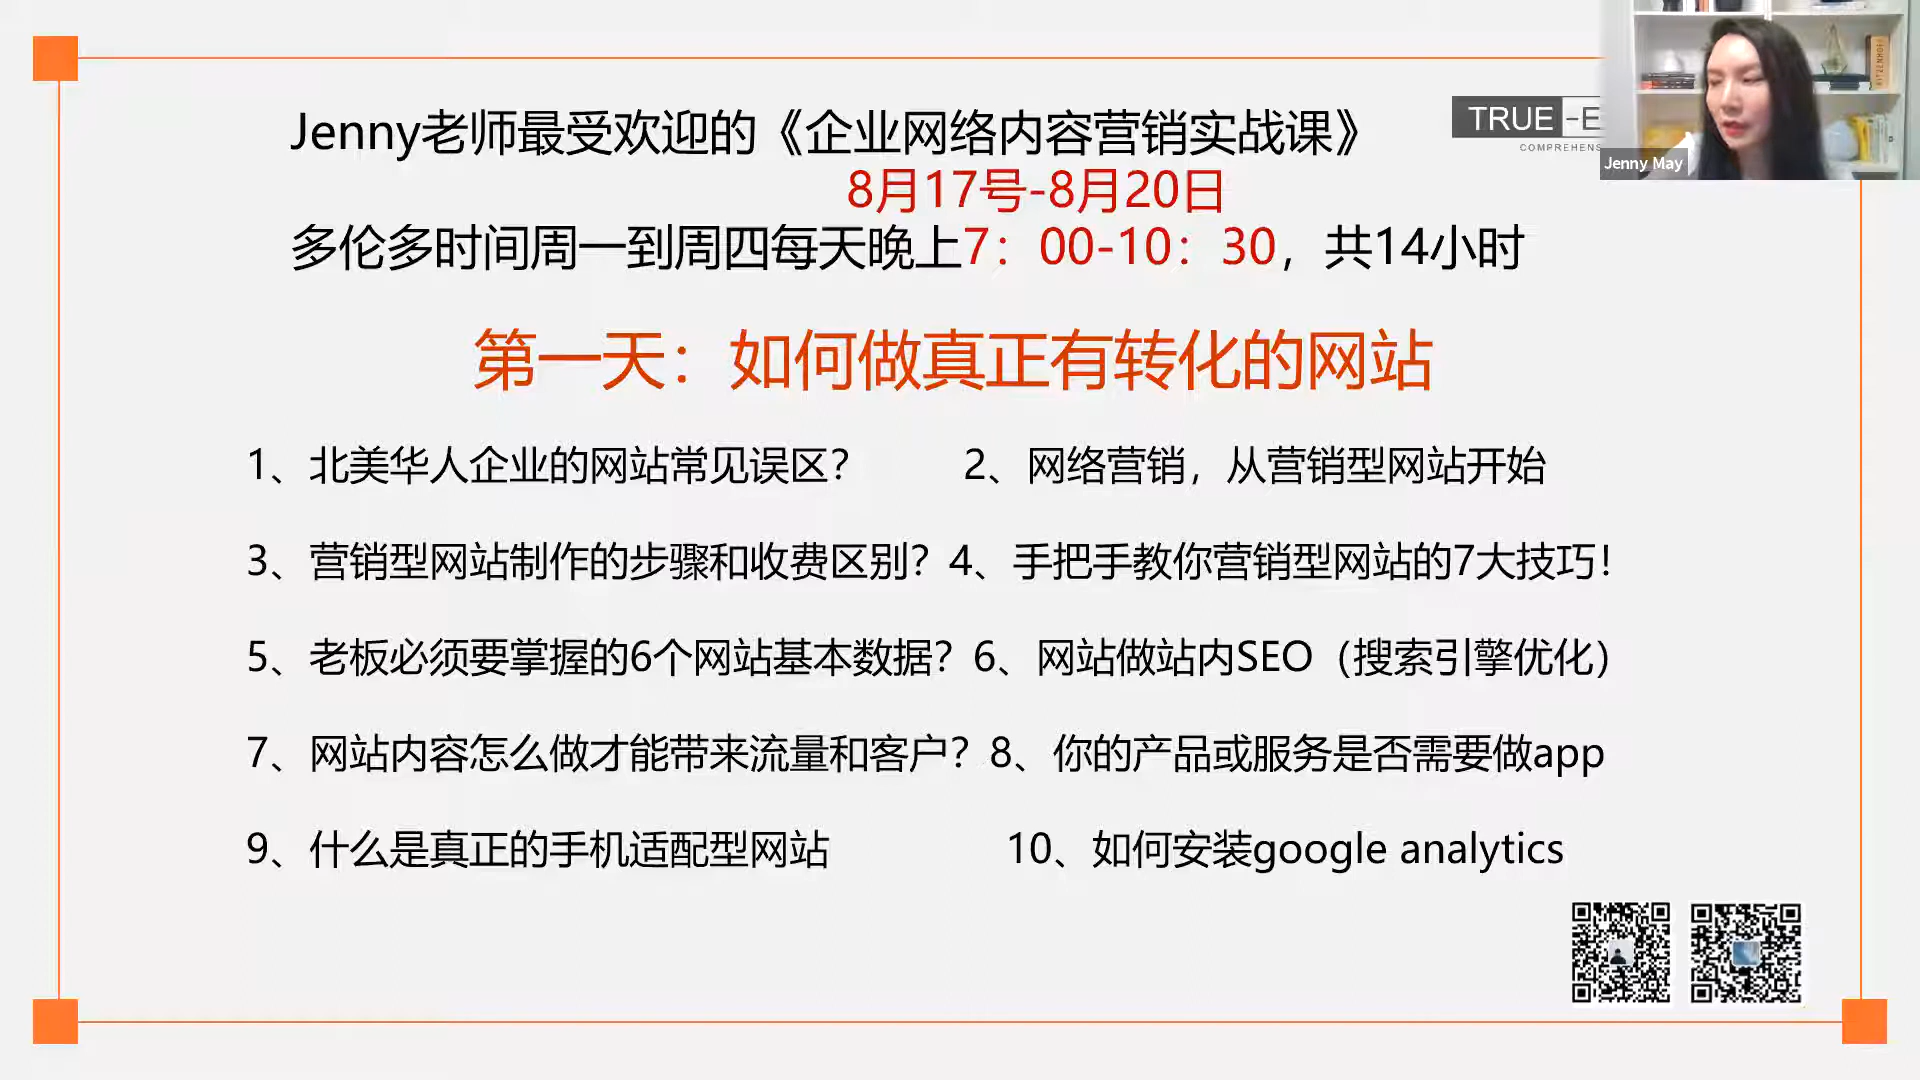 Jenny老师最受欢迎的《企业网络内容营销实战课》
TRUE-E
COMPREHENS
Jenny May
8月17号-8月20日
多伦多时间周一到周四每天晚上7：00-10：30，共14小时
第一天：如何做真正有转化的网站
1、北美华人企业的网站常见误区？ 2、网络营销，从营销型网站开始
3、营销型网站制作的步骤和收费区别？4、手把手教你营销型网站的7大技巧！
5、老板必须要掌握的6个网站基本数据？6、网站做站内SEO（搜索引擎优化）
7、网站内容怎么做才能带来流量和客户？8、你的产品或服务是否需要做app
9、什么是真正的手机适配型网站 10、如何安装google analytics